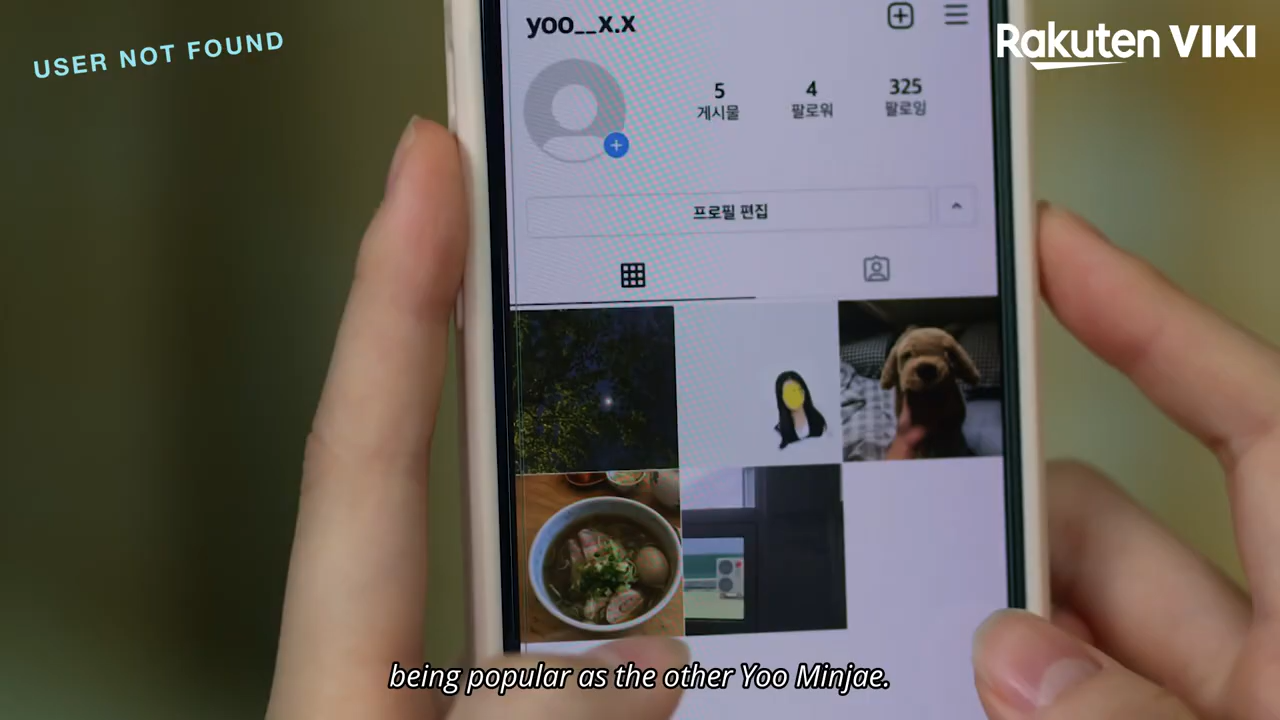 yoo__x.x
USER NOT FOUND
Rakuten VIKI
5
4
325
게시물
팔로워
팔로잉
프로필 편집
being popular as the other Yoo Minjae.